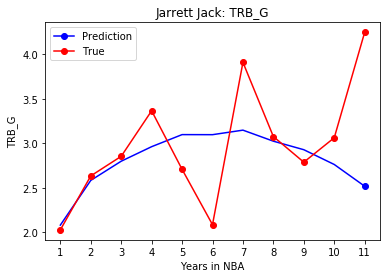 Jarrett Jack: TRB_G
Prediction
True
TRB_G
4.0
3.5
3.0
2.5
2.0
1 2 3 4 5 6 7 8 9 10 11
Years in NBA